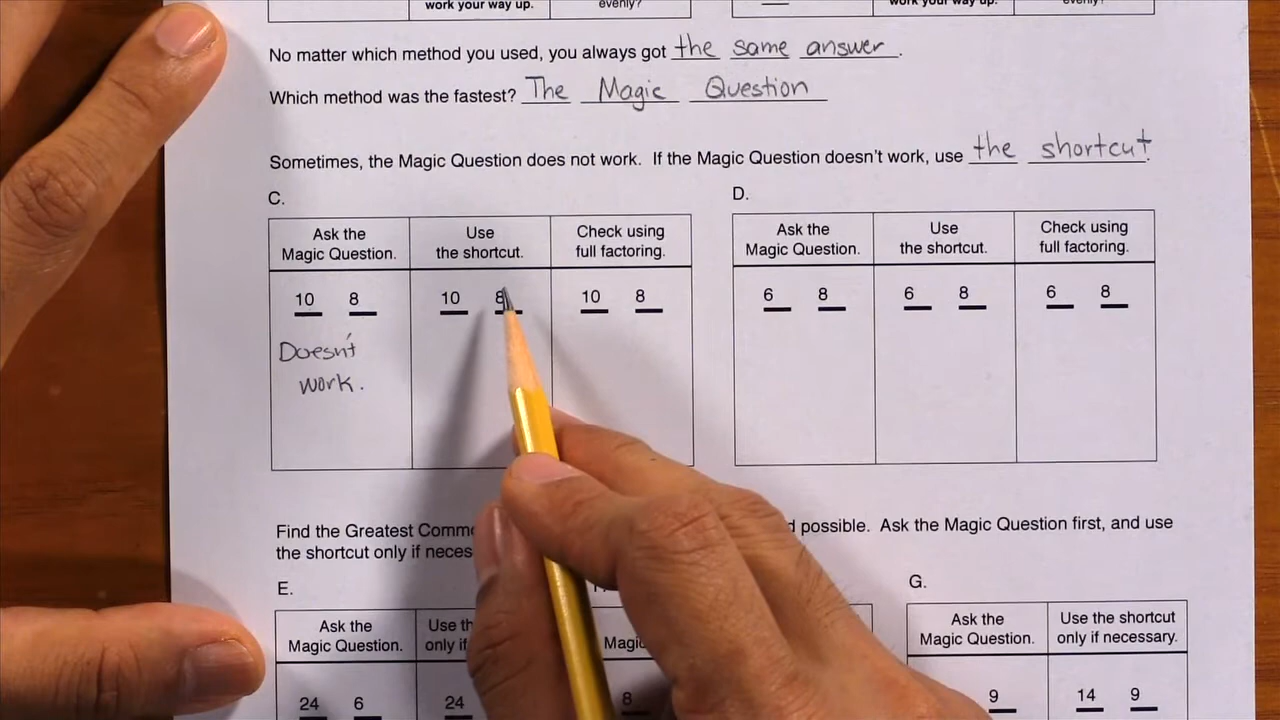 work your way up. evenly? work your way up. evenly?
No matter which method you used, you always got the same answer.
Which method was the fastest? The Magic Question
Sometimes, the Magic Question does not work. If the Magic Question doesn't work, use the shortcut.
C.
D.
Ask the Magic Question.
Use the shortcut.
Check using full factoring.
10 8
10 8
10 8
Doesn't
work.
Ask the Magic Question.
Use the shortcut.
Check using full factoring.
6 8
6 8
6 8
Find the Greatest possible. Ask the Magic Question first, and use
the shortcut only if
E.
G.
Ask the Magic Question.
only if
24 6
24
8
Ask the Magic Question.
Use the shortcut only if necessary.
9
14 9